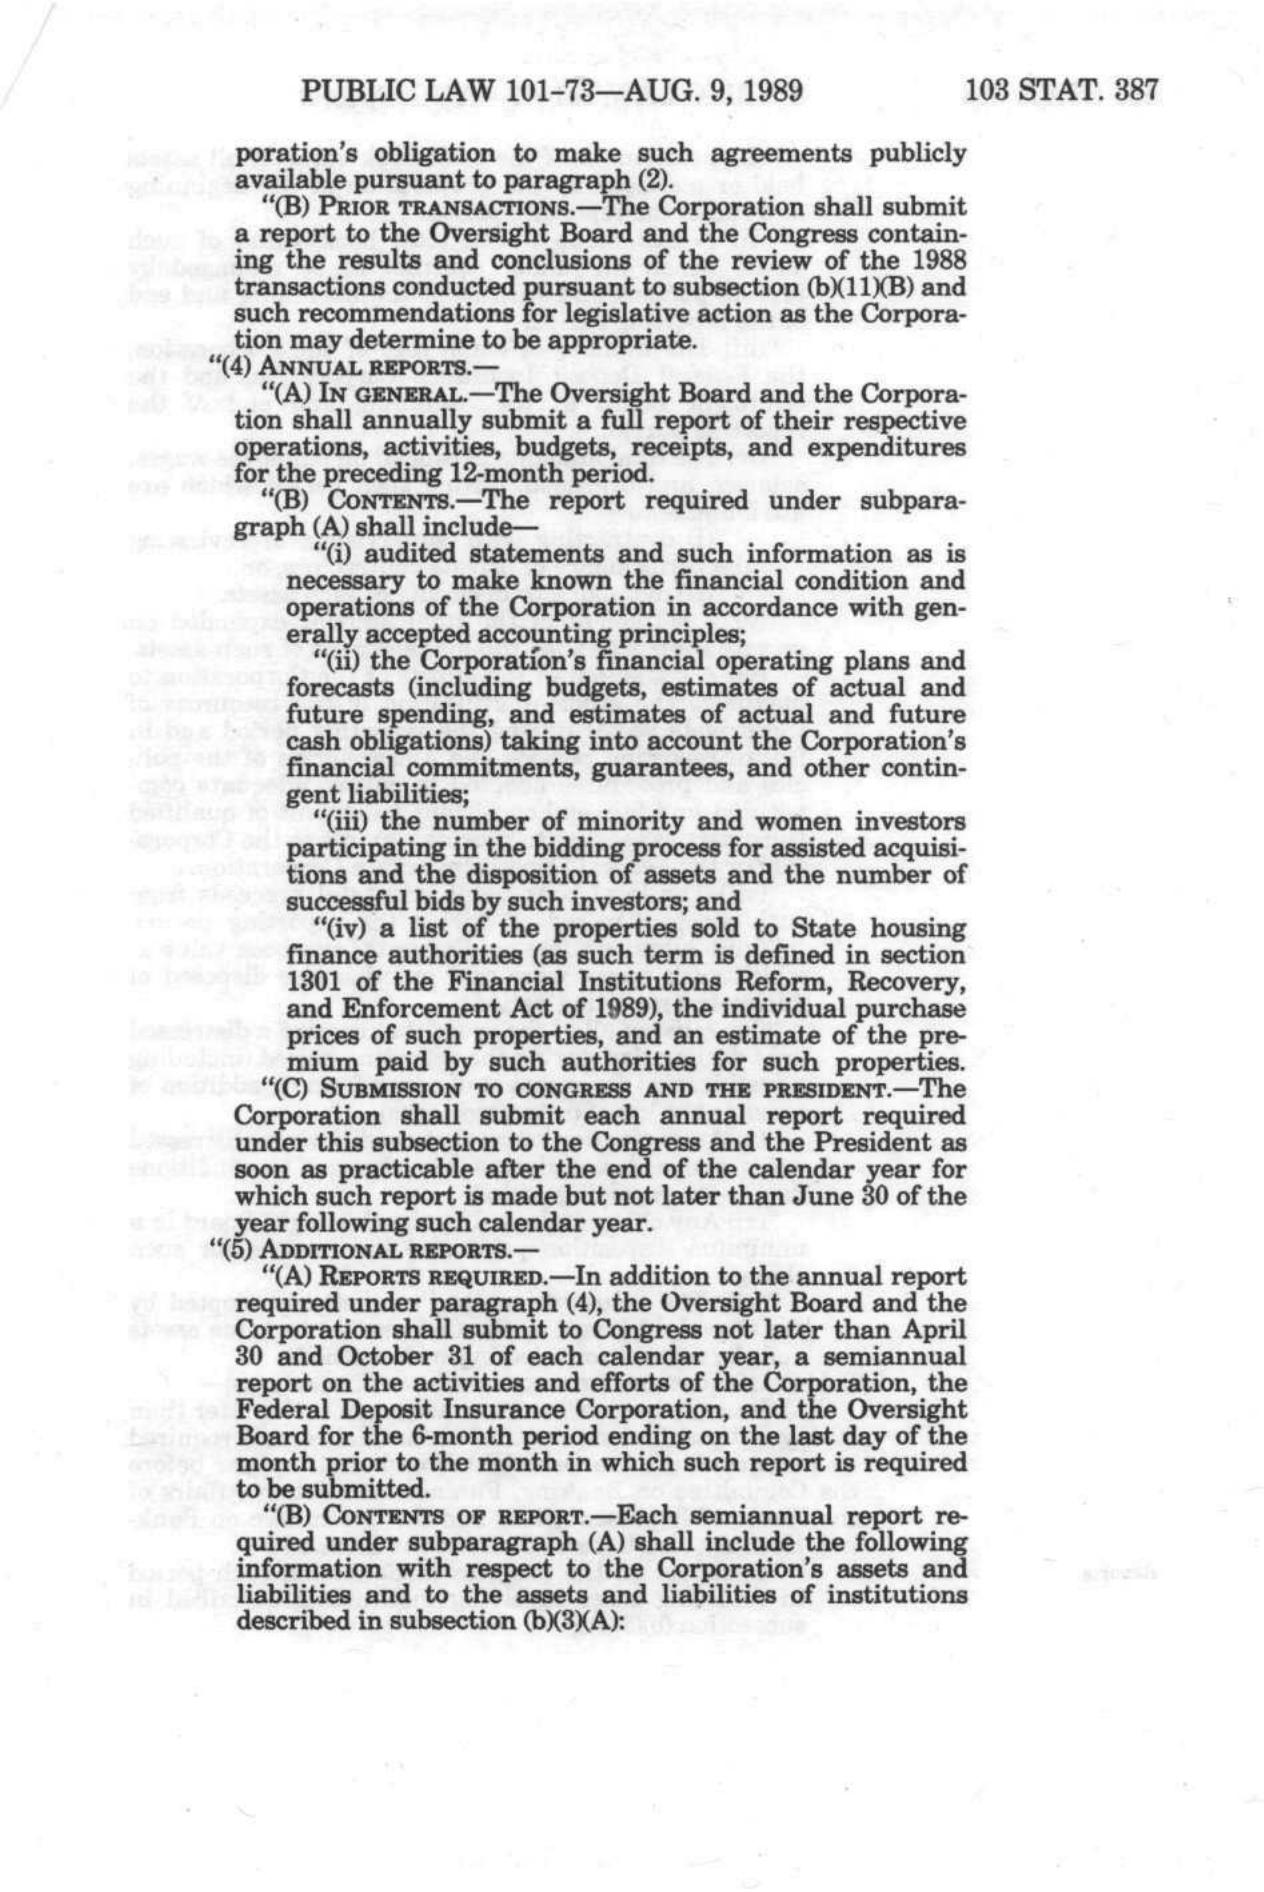 PUBLIC LAW 101–73—AUG. 9, 1989 103 STAT. 387
poration's obligation to make such agreements publicly
available pursuant to paragraph (2).
"(B) PRIOR TRANSACTIONS.—The Corporation shall submit
a report to the Oversight Board and the Congress contain-
ing the results and conclusions of the review of the 1988
transactions conducted pursuant to subsection (b)(11)(B) and
such recommendations for legislative action as the Corpora-
tion may determine to be appropriate.
"(4) ANNUAL REPORTS.—
"(A) IN GENERAL.—The Oversight Board and the Corpora-
tion shall annually submit a full report of their respective
operations, activities, budgets, receipts, and expenditures
for the preceding 12-month period.
"(B) CONTENTS.—The report required under subpara-
graph (A) shall include—
"(i) audited statements and such information as is
necessary to make known the financial condition and
operations of the Corporation in accordance with gen-
erally accepted accounting principles;
"(ii) the Corporation's financial operating plans and
forecasts (including budgets, estimates of actual and
future spending, and estimates of actual and future
cash obligations) taking into account the Corporation's
financial commitments, guarantees, and other contin-
gent liabilities;
"(iii) the number of minority and women investors
participating in the bidding process for assisted acquisi-
tions and the disposition of assets and the number of
successful bids by such investors; and
"(iv) a list of the properties sold to State housing
finance authorities (as such term is defined in section
1301 of the Financial Institutions Reform, Recovery,
and Enforcement Act of 1989), the individual purchase
prices of such properties, and an estimate of the pre-
mium paid by such authorities for such properties.
"(C) SUBMISSION TO CONGRESS AND THE PRESIDENT.—The
Corporation shall submit each annual report required
under this subsection to the Congress and the President as
soon as practicable after the end of the calendar year for
which such report is made but not later than June 30 of the
year following such calendar year.
"(5) ADDITIONAL REPORTS.—
"(A) REPORTS REQUIRED.—In addition to the annual report
required under paragraph (4), the Oversight Board and the
Corporation shall submit to Congress not later than April
30 and October 31 of each calendar year, a semiannual
report on the activities and efforts of the Corporation, the
Federal Deposit Insurance Corporation, and the Oversight
Board for the 6-month period ending on the last day of the
month prior to the month in which such report is required
to be submitted.
"(B) CONTENTS OF REPORT.—Each semiannual report re-
quired under subparagraph (A) shall include the following
information with respect to the Corporation's assets and
liabilities and to the assets and liabilities of institutions
described in subsection (b)(3)(A):